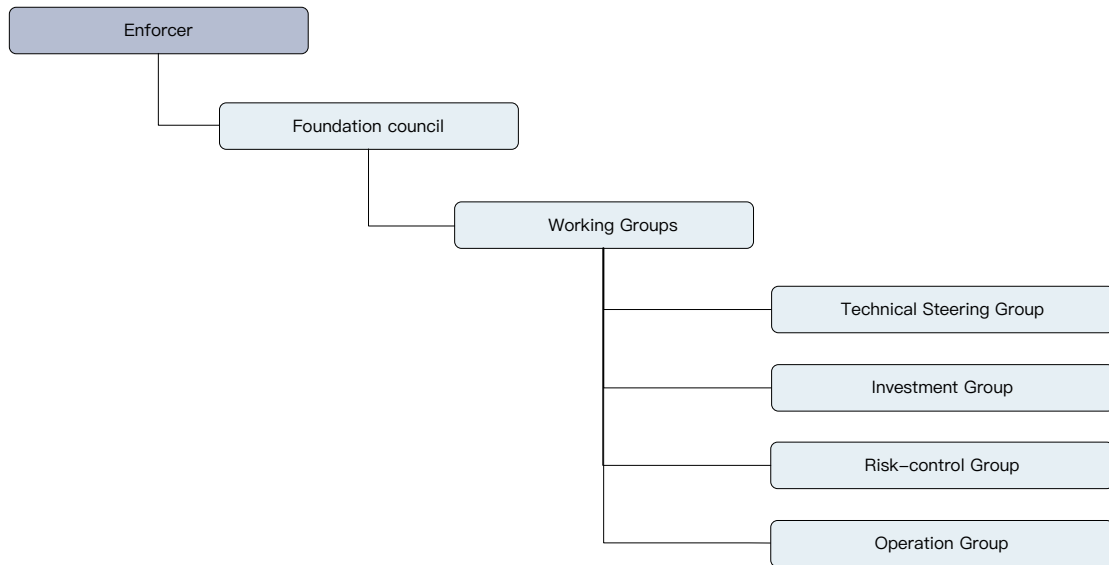 Enforcer
Foundation council
Working Groups
Technical Steering Group
Investment Group
Risk-control Group
Operation Group